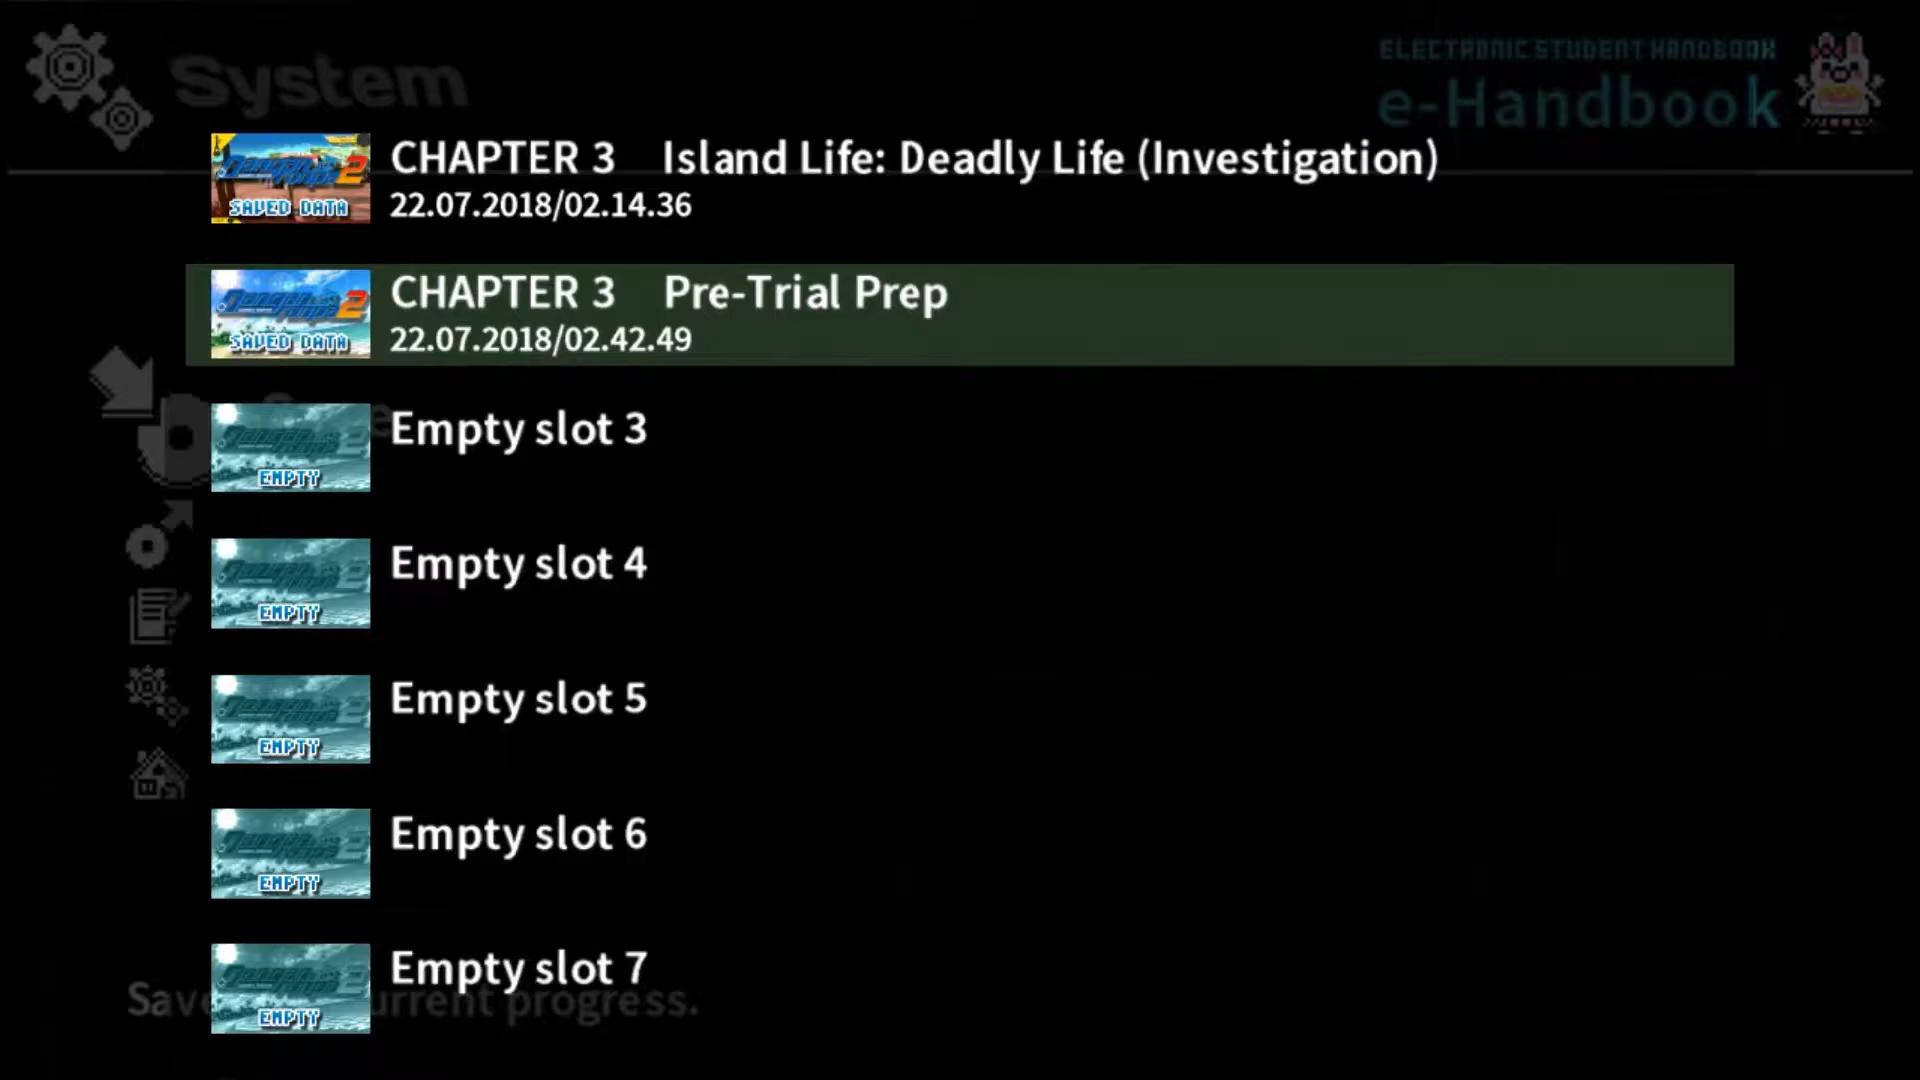 System
ELECTRONIC STUDENT HANDBOOK
e-Handbook
CHAPTER 3 Island Life: Deadly Life (Investigation)
22.07.2018/02.14.36
SAVED DATA
CHAPTER 3 Pre-Trial Prep
22.07.2018/02.42.49
SAVED DATA
Empty slot 3
EMPTY
Empty slot 4
EMPTY
Empty slot 5
EMPTY
Empty slot 6
EMPTY
Empty slot 7
EMPTY
progress.